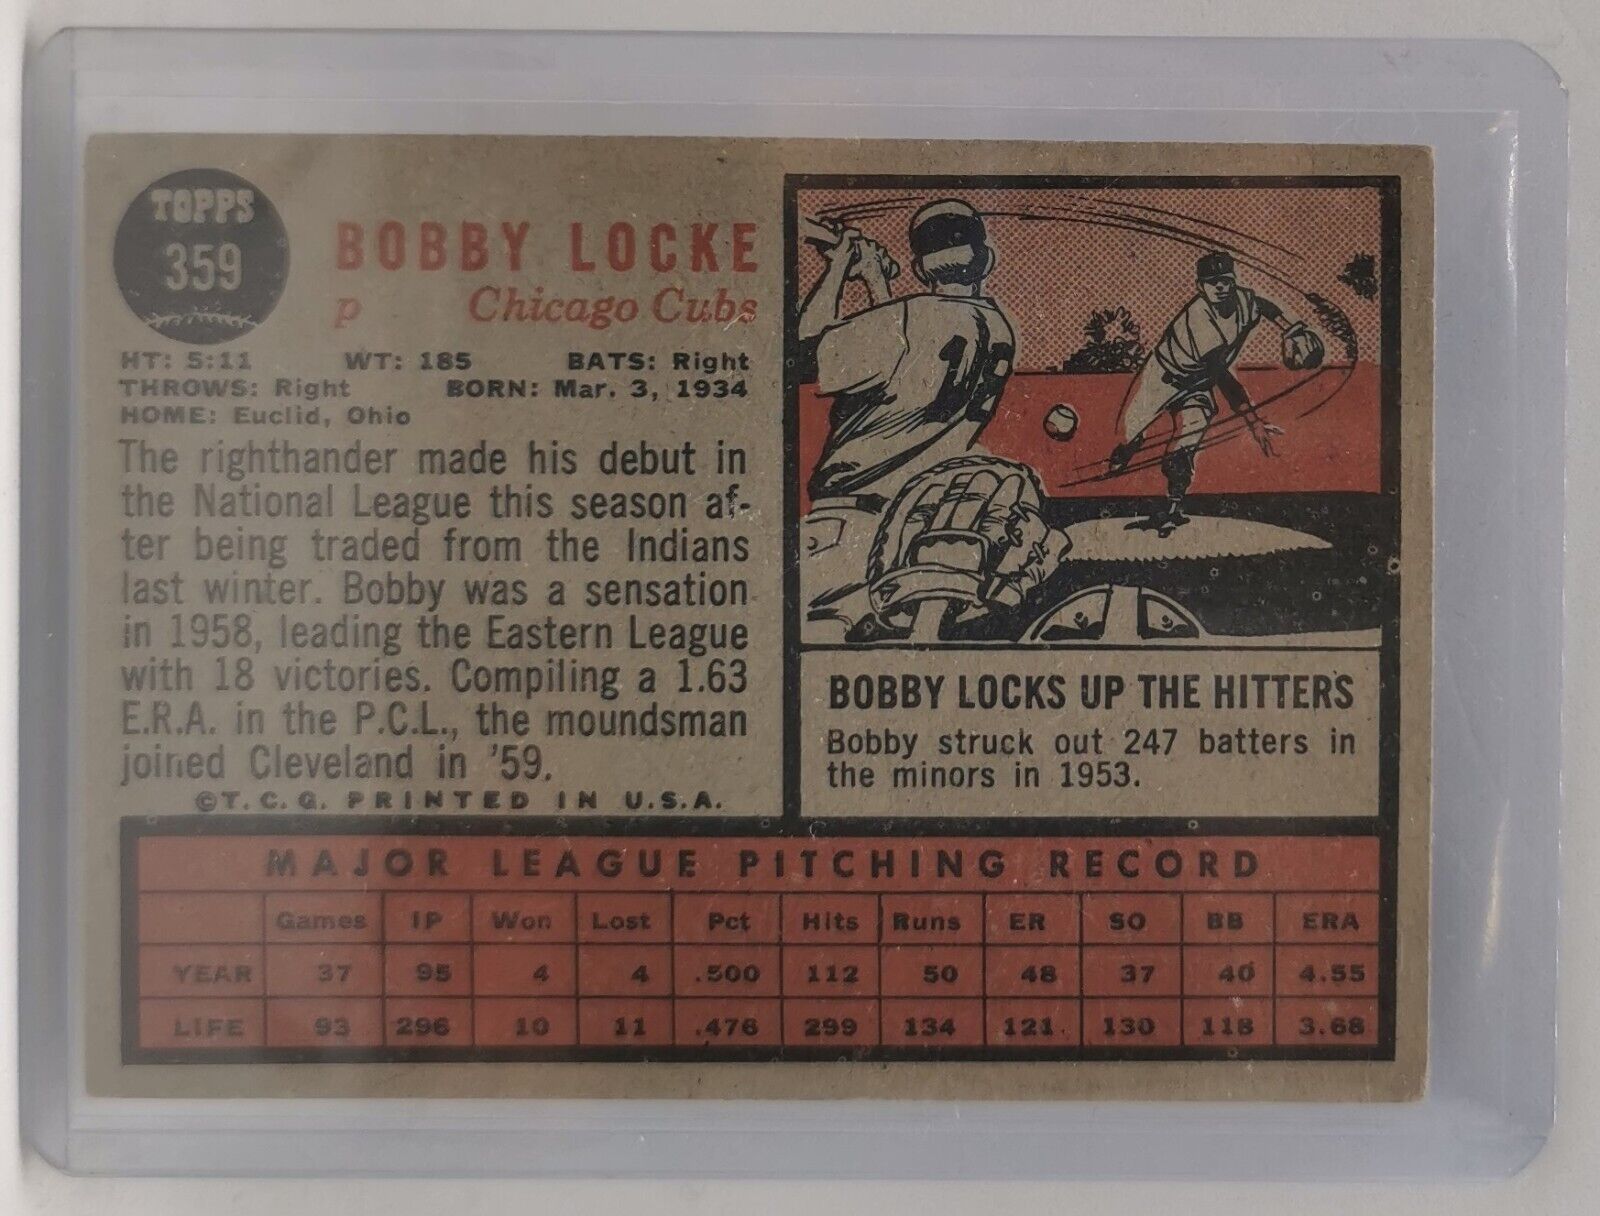 TOPPS
359
BOBBY LOCKE
p Chicago Cubs
HT: 5:11 WT: 185 BATS: Right
THROWS: Right BORN: Mar. 3, 1934
HOME: Euclid, Ohio
The righthander made his debut in
the National League this season af-
ter being traded from the Indians
last winter. Bobby was a sensation
in 1958, leading the Eastern League
with 18 victories. Compiling a 1.63
E.R.A. in the P.C.L., the moundsman
joined Cleveland in '59.
©T. C. G. PRINTED IN U.S.A.
18
BOBBY LOCKS UP THE HITTERS
Bobby struck out 247 batters in
the minors in 1953.
MAJOR LEAGUE PITCHING RECORD
Games IP Won Lost Pct Hits Runs ER SO BB ERA
YEAR 37 95 4 4 .500 112 50 48 37 40 4.55
LIFE 93 296 10 11 .476 299 134 121 130 118 3.68